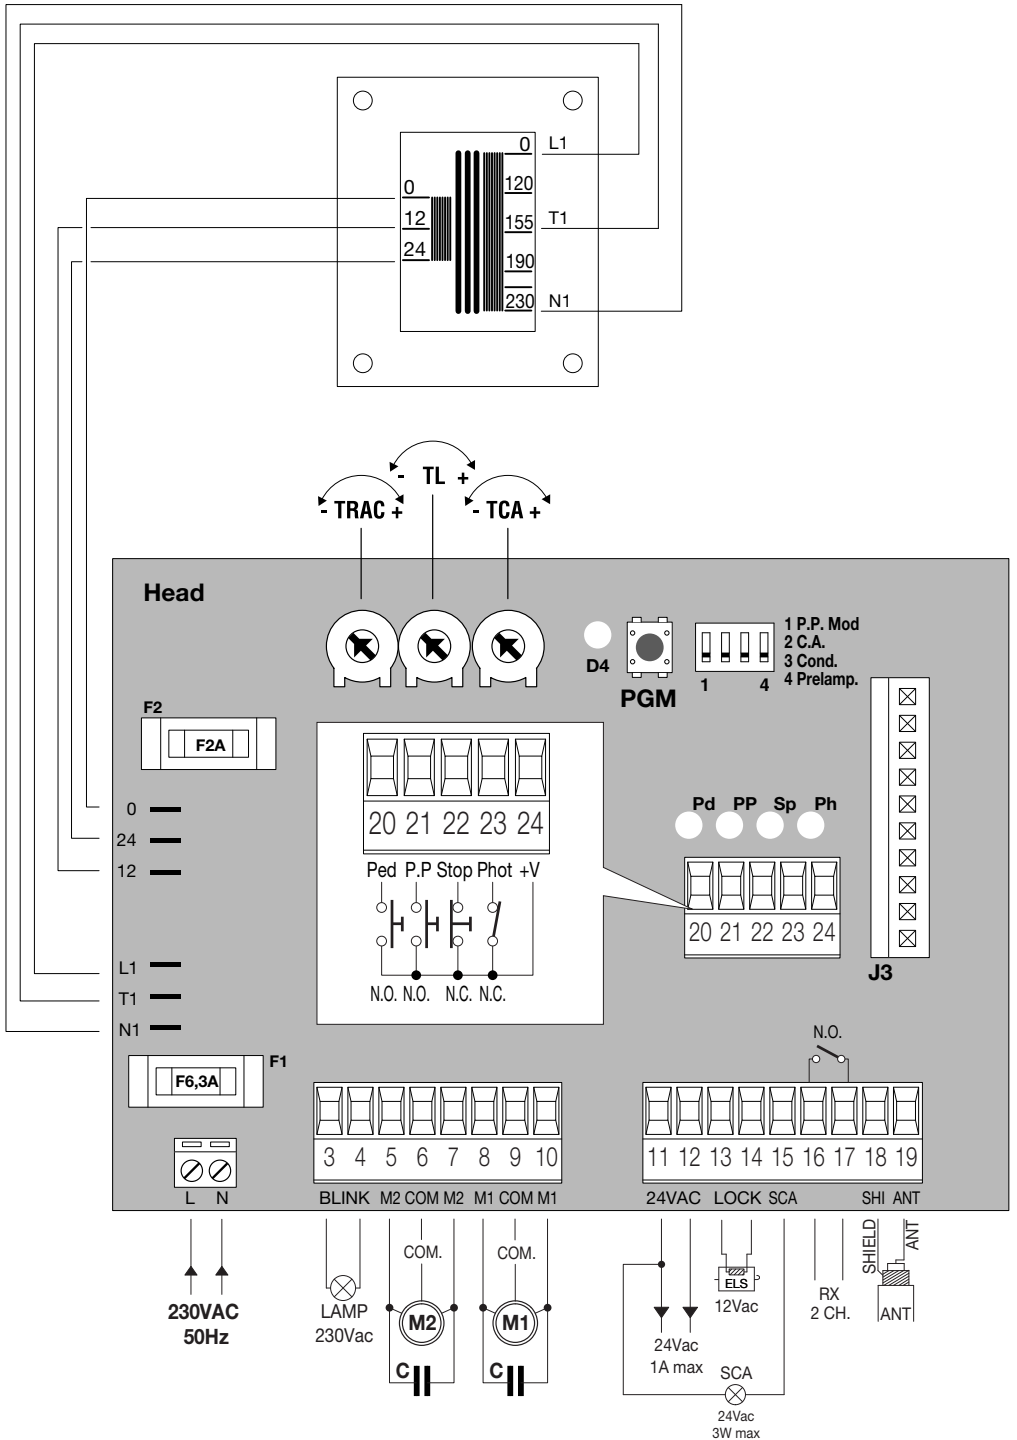 0 L1
120
0
12 155 T1
24 190
230 N1
- TL +
- TRAC + - TCA +
Head
1 P.P. Mod
2 C.A.
3 Cond.
4 Prelamp.
D4
1 4
PGM
F2
F2A
20 21 22 23 24
Ped P.P Stop Phot +V
N.O. N.O. N.C. N.C.
Pd PP Sp Ph
20 21 22 23 24
J3
0
24
12
L1
T1
N1
F1
F6,3A
N.O.
3 4 5 6 7 8 9 10
11 12 13 14 15 16 17 18 19
L N
BLINK M2 COM M2 M1 COM M1
24VAC LOCK SCA SHI ANT
230VAC
50Hz
LAMP
230Vac
COM.
M2
C
COM.
M1
C
24Vac
1A max
ELS
12Vac
SCA
24Vac
3W max
RX
2 CH.
SHIELD
ANT
ANT